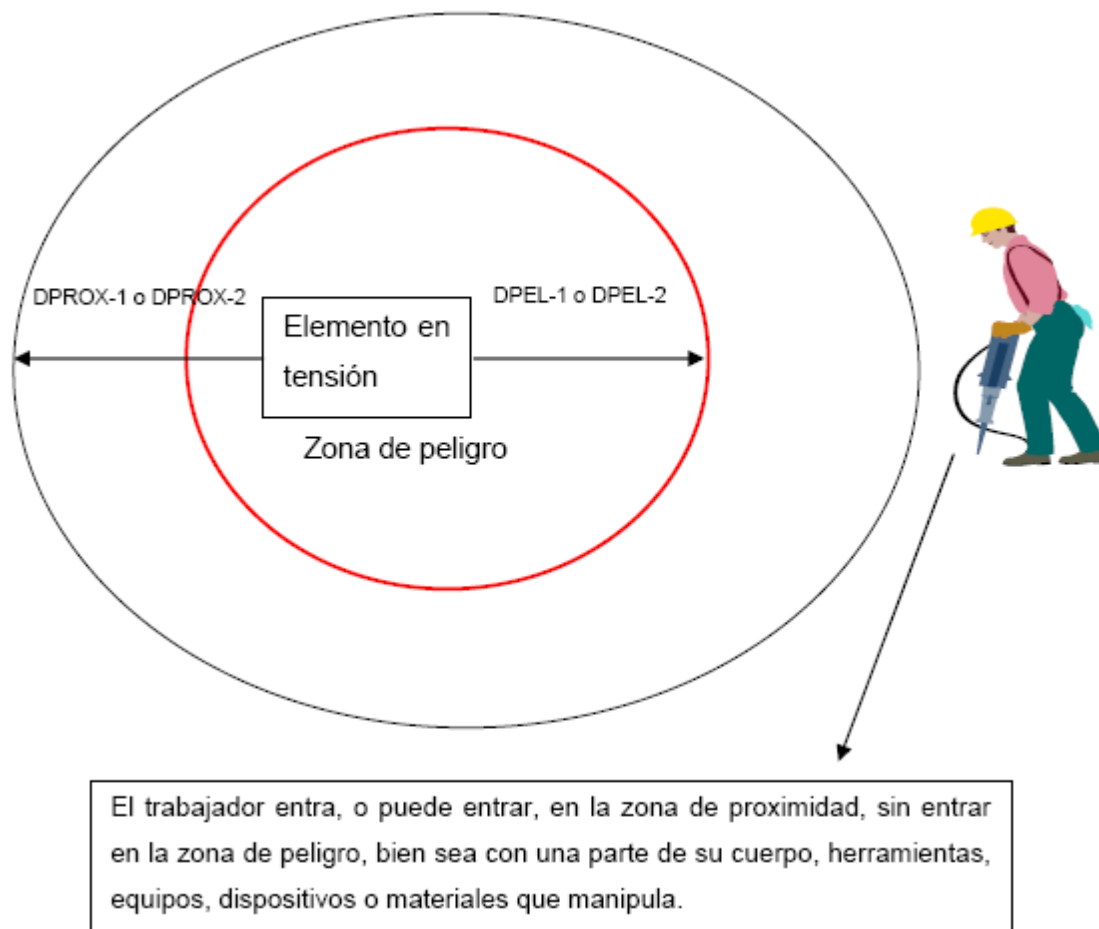 DPROX-1 o DPROX-2
DPEL-1 o DPEL-2
Elemento en
tensión
Zona de peligro
El trabajador entra, o puede entrar, en la zona de proximidad, sin entrar
en la zona de peligro, bien sea con una parte de su cuerpo, herramientas,
equipos, dispositivos o materiales que manipula.